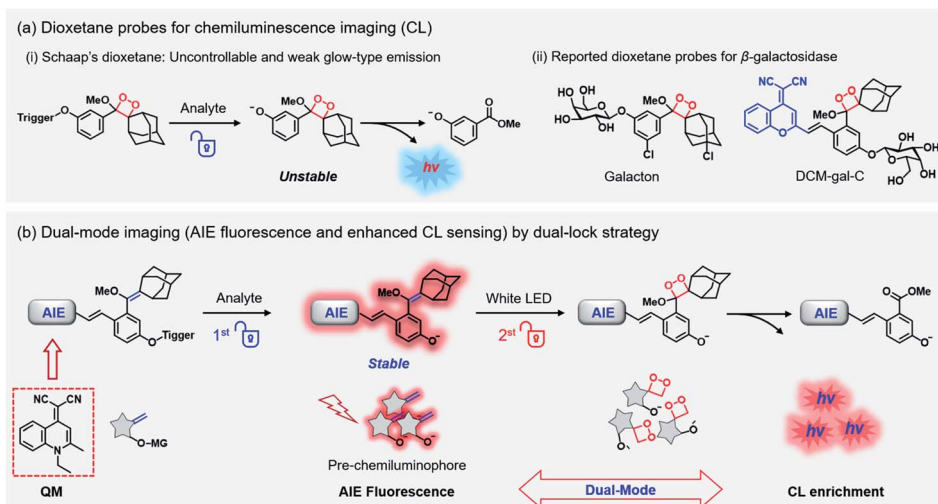 (a) Dioxetane probes for chemiluminescence imaging (CL)
(i) Schaap's dioxetane: Uncontrollable and weak glow-type emission
(ii) Reported dioxetane probes for β-galactosidase
Trigger
O
MeO
O
O
Analyte
⁻O
MeO
O
O
Unstable
hv
⁻O
O
OMe
OH
OH
HO
HO
O
O
MeO
O
O
Cl
Cl
Galacton
NC
CN
O
O
O
MeO
O
O
OH
OH
OH
HO
DCM-gal-C
(b) Dual-mode imaging (AIE fluorescence and enhanced CL sensing) by dual-lock strategy
AIE
MeO
O
Tigger
Analyte
1st
AIE
MeO
O⁻
Stable
White LED
2st
AIE
MeO
O
O
O⁻
AIE
O
OMe
O⁻
NC
CN
N
QM
O–MG
O⁻
O⁻
Pre-chemiluminophore
AIE Fluorescence
O
O
O⁻
O
O
O
O
Dual-Mode
hv
hv
hv
CL enrichment